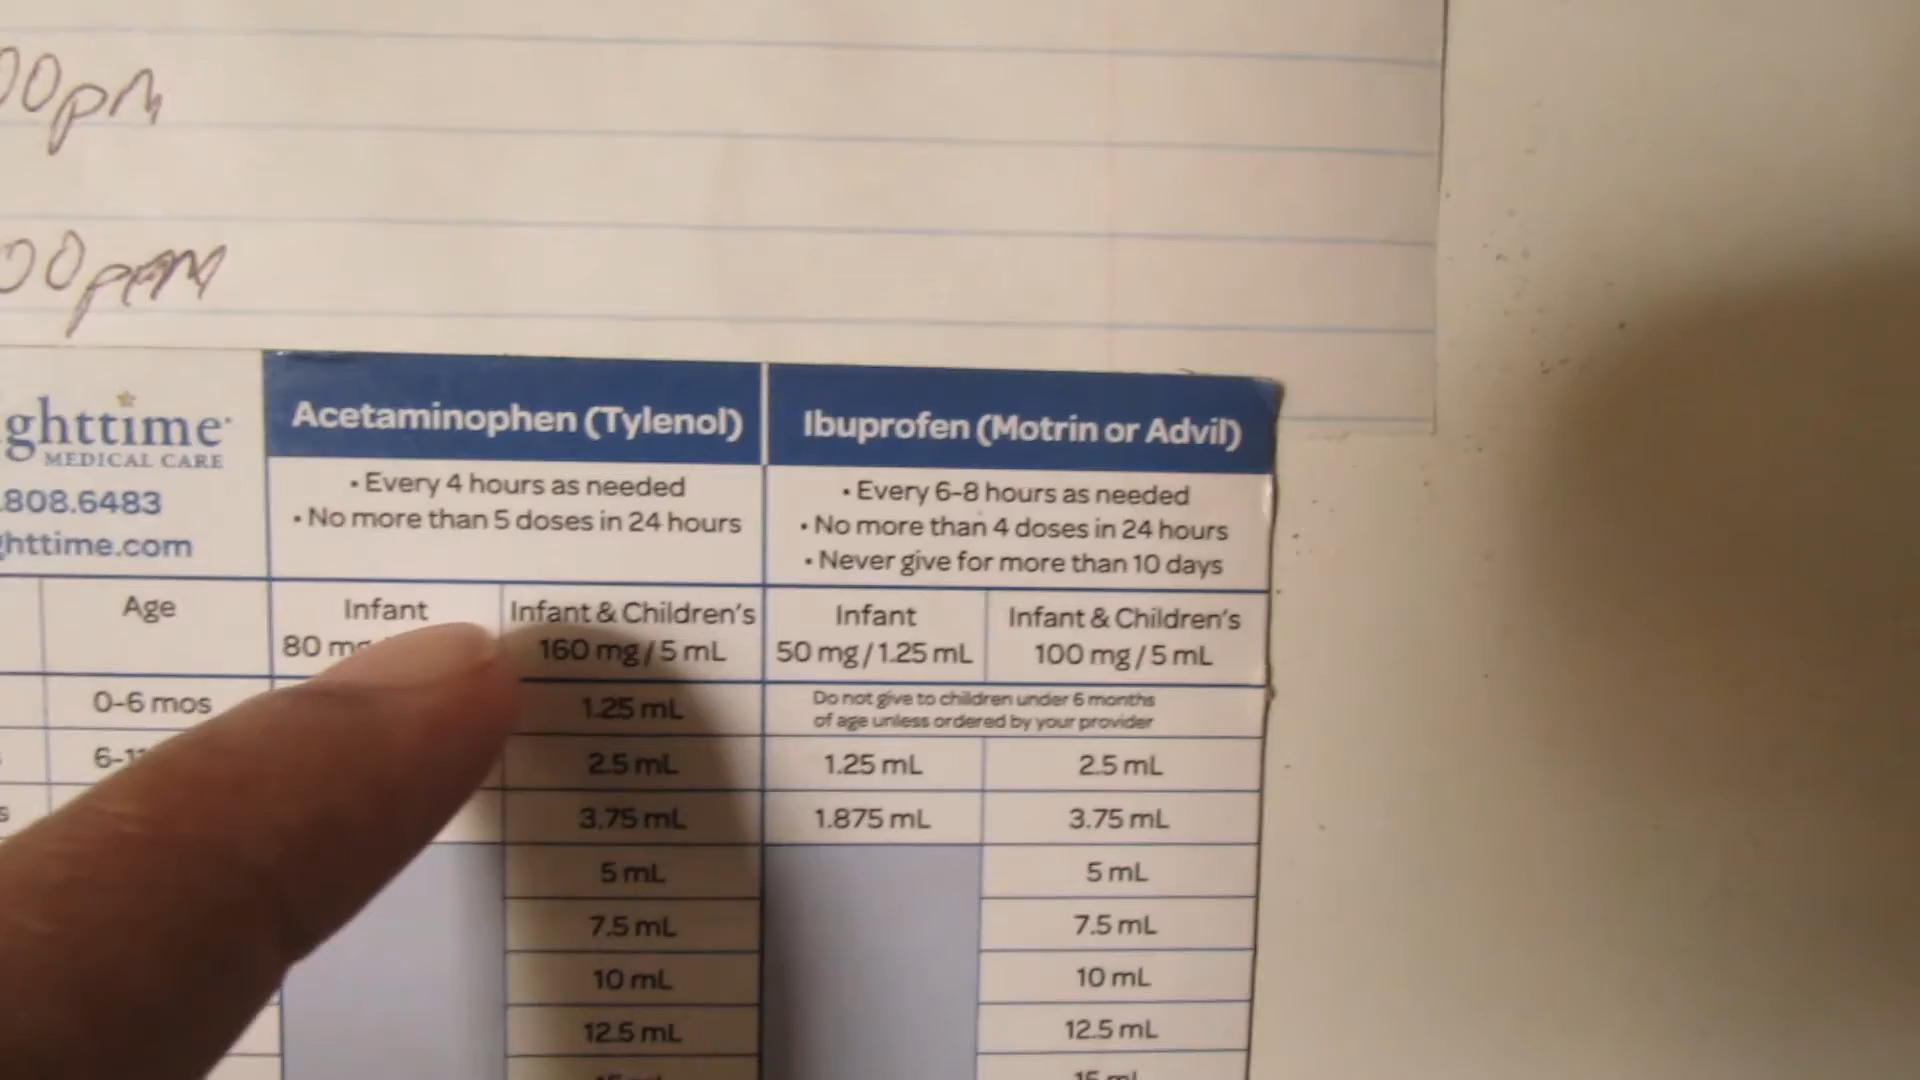 00pm
00pm
ghttime
MEDICAL CARE
.808.6483
httime.com
Acetaminophen (Tylenol)
• Every 4 hours as needed
• No more than 5 doses in 24 hours
Ibuprofen (Motrin or Advil)
• Every 6-8 hours as needed
• No more than 4 doses in 24 hours
• Never give for more than 10 days
Age
Infant
80 mg
Infant & Children's
160 mg / 5 mL
Infant
50 mg / 1.25 mL
Infant & Children's
100 mg / 5 mL
0-6 mos
1.25 mL
Do not give to children under 6 months
of age unless ordered by your provider
6-11
2.5 mL
1.25 mL
2.5 mL
s
3.75 mL
1.875 mL
3.75 mL
5 mL
5 mL
7.5 mL
7.5 mL
10 mL
10 mL
12.5 mL
12.5 mL
15 mL